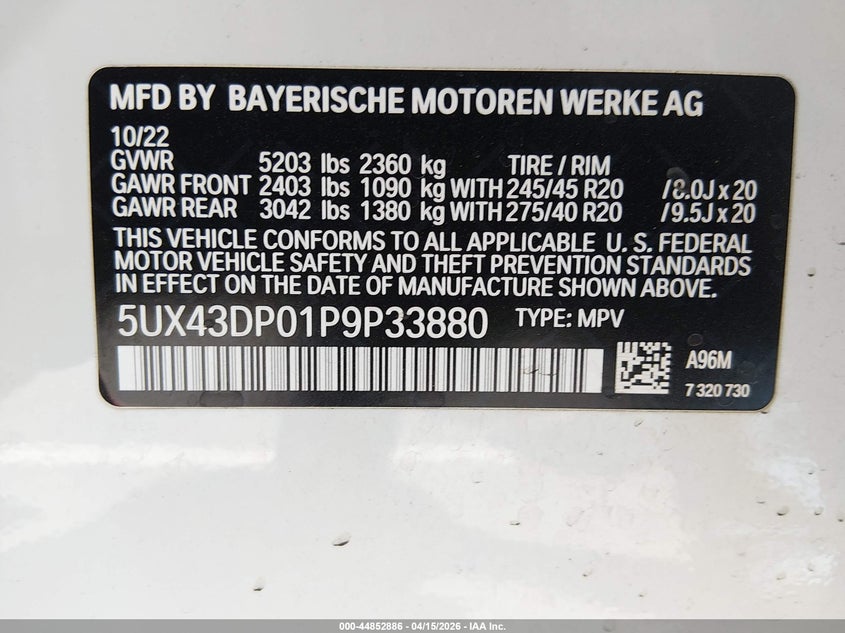 MFD BY BAYERISCHE MOTOREN WERKE AG
10/22
GVWR 5203 lbs 2360 kg TIRE / RIM
GAWR FRONT 2403 lbs 1090 kg WITH 245/45 R20 /8.0J x 20
GAWR REAR 3042 lbs 1380 kg WITH 275/40 R20 /9.5J x 20
THIS VEHICLE CONFORMS TO ALL APPLICABLE U. S. FEDERAL
MOTOR VEHICLE SAFETY AND THEFT PREVENTION STANDARDS
IN EFFECT ON THE DATE OF MANUFACTURE SHOWN ABOVE.
5UX43DP01P9P33880 TYPE: MPV
A96M
7 320 730
000-44852886 - 04/15/2026 - IAA Inc.